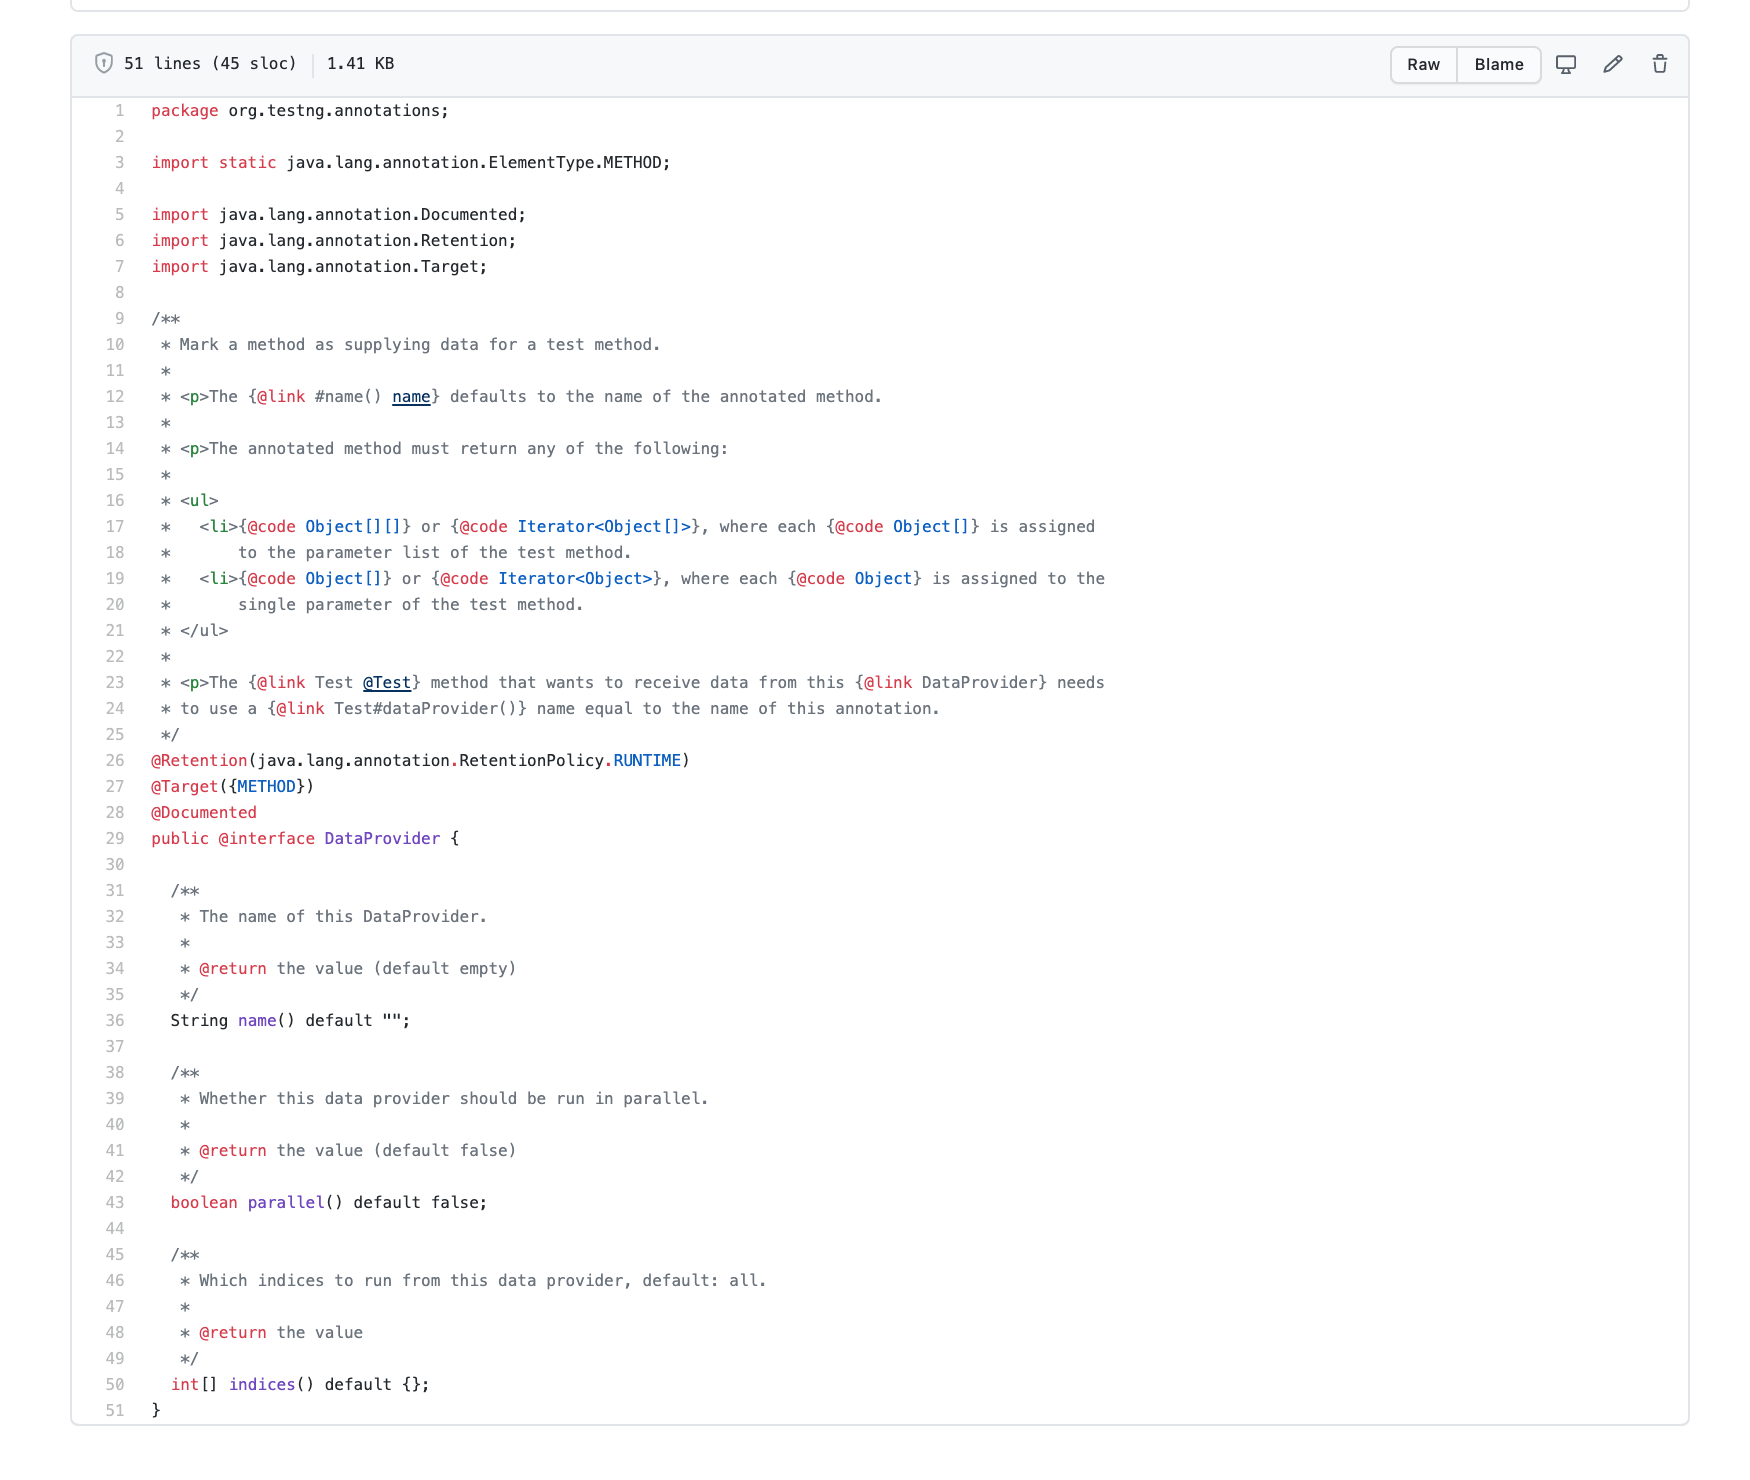 51 lines (45 sloc) 1.41 KB Raw Blame
1 package org.testng.annotations;
2
3 import static java.lang.annotation.ElementType.METHOD;
4
5 import java.lang.annotation.Documented;
6 import java.lang.annotation.Retention;
7 import java.lang.annotation.Target;
8
9 /**
10  * Mark a method as supplying data for a test method.
11  *
12  * <p>The {@link #name() name} defaults to the name of the annotated method.
13  *
14  * <p>The annotated method must return any of the following:
15  *
16  * <ul>
17  *   <li>{@code Object[][]} or {@code Iterator<Object[]>}, where each {@code Object[]} is assigned
18  *       to the parameter list of the test method.
19  *   <li>{@code Object[]} or {@code Iterator<Object>}, where each {@code Object} is assigned to the
20  *       single parameter of the test method.
21  * </ul>
22  *
23  * <p>The {@link Test @Test} method that wants to receive data from this {@link DataProvider} needs
24  * to use a {@link Test#dataProvider()} name equal to the name of this annotation.
25  */
26 @Retention(java.lang.annotation.RetentionPolicy.RUNTIME)
27 @Target({METHOD})
28 @Documented
29 public @interface DataProvider {
30
31   /**
32    * The name of this DataProvider.
33    *
34    * @return the value (default empty)
35    */
36   String name() default "";
37
38   /**
39    * Whether this data provider should be run in parallel.
40    *
41    * @return the value (default false)
42    */
43   boolean parallel() default false;
44
45   /**
46    * Which indices to run from this data provider, default: all.
47    *
48    * @return the value
49    */
50   int[] indices() default {};
51 }